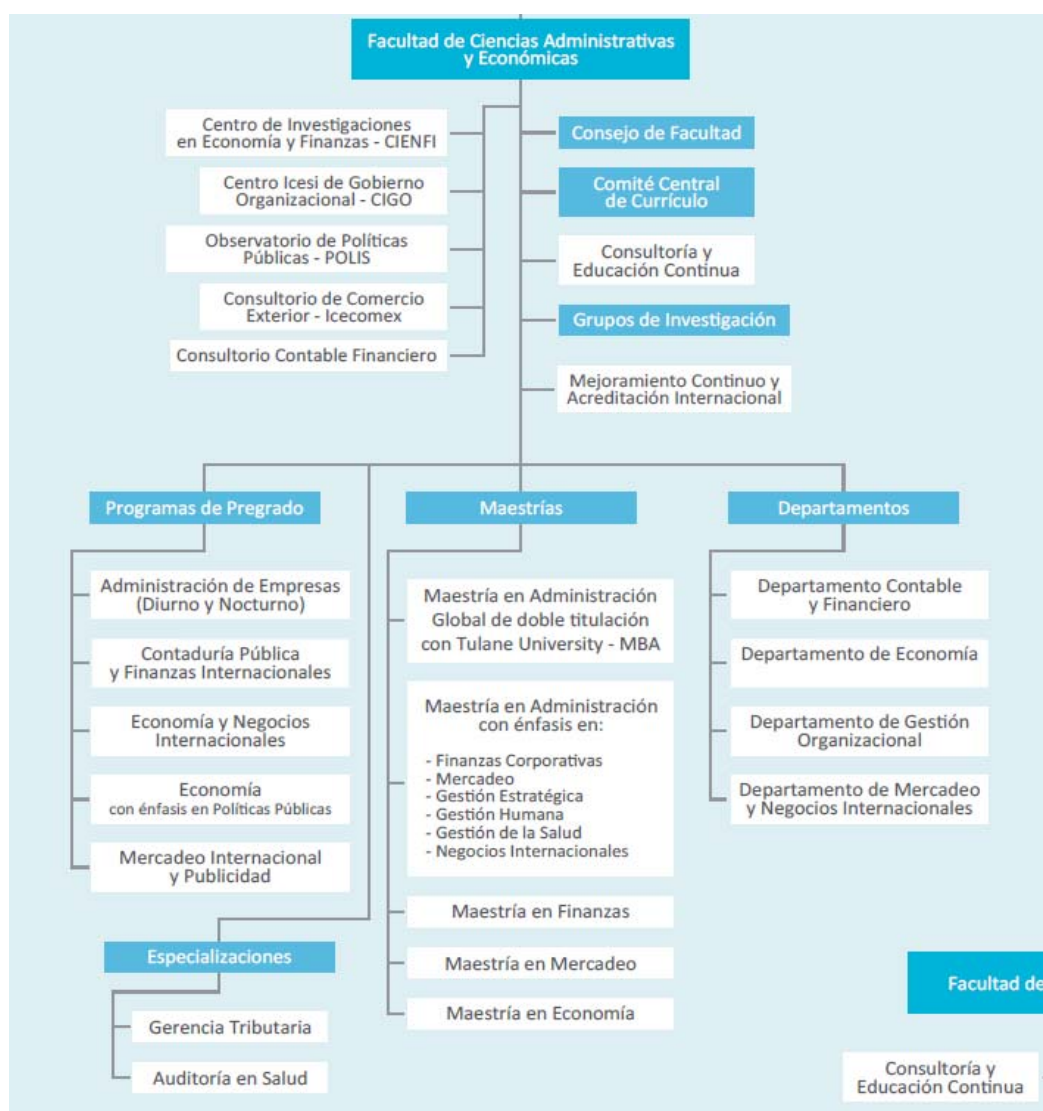 Facultad de Ciencias Administrativas
y Económicas
Centro de Investigaciones
en Economía y Finanzas - CIENFI
Centro Icesi de Gobierno
Organizacional - CIGO
Observatorio de Políticas
Públicas - POLIS
Consultorio de Comercio
Exterior - Icecomex
Consultorio Contable Financiero
Consejo de Facultad
Comité Central
de Currículo
Consultoría y
Educación Continua
Grupos de Investigación
Mejoramiento Continuo y
Acreditación Internacional
Programas de Pregrado
Administración de Empresas
(Diurno y Nocturno)
Contaduría Pública
y Finanzas Internacionales
Economía y Negocios
Internacionales
Economía
con énfasis en Políticas Públicas
Mercadeo Internacional
y Publicidad
Especializaciones
Gerencia Tributaria
Auditoría en Salud
Maestrías
Maestría en Administración
Global de doble titulación
con Tulane University - MBA
Maestría en Administración
con énfasis en:
- Finanzas Corporativas
- Mercadeo
- Gestión Estratégica
- Gestión Humana
- Gestión de la Salud
- Negocios Internacionales
Maestría en Finanzas
Maestría en Mercadeo
Maestría en Economía
Departamentos
Departamento Contable
y Financiero
Departamento de Economía
Departamento de Gestión
Organizacional
Departamento de Mercadeo
y Negocios Internacionales
Facultad de
Consultoría y
Educación Continua